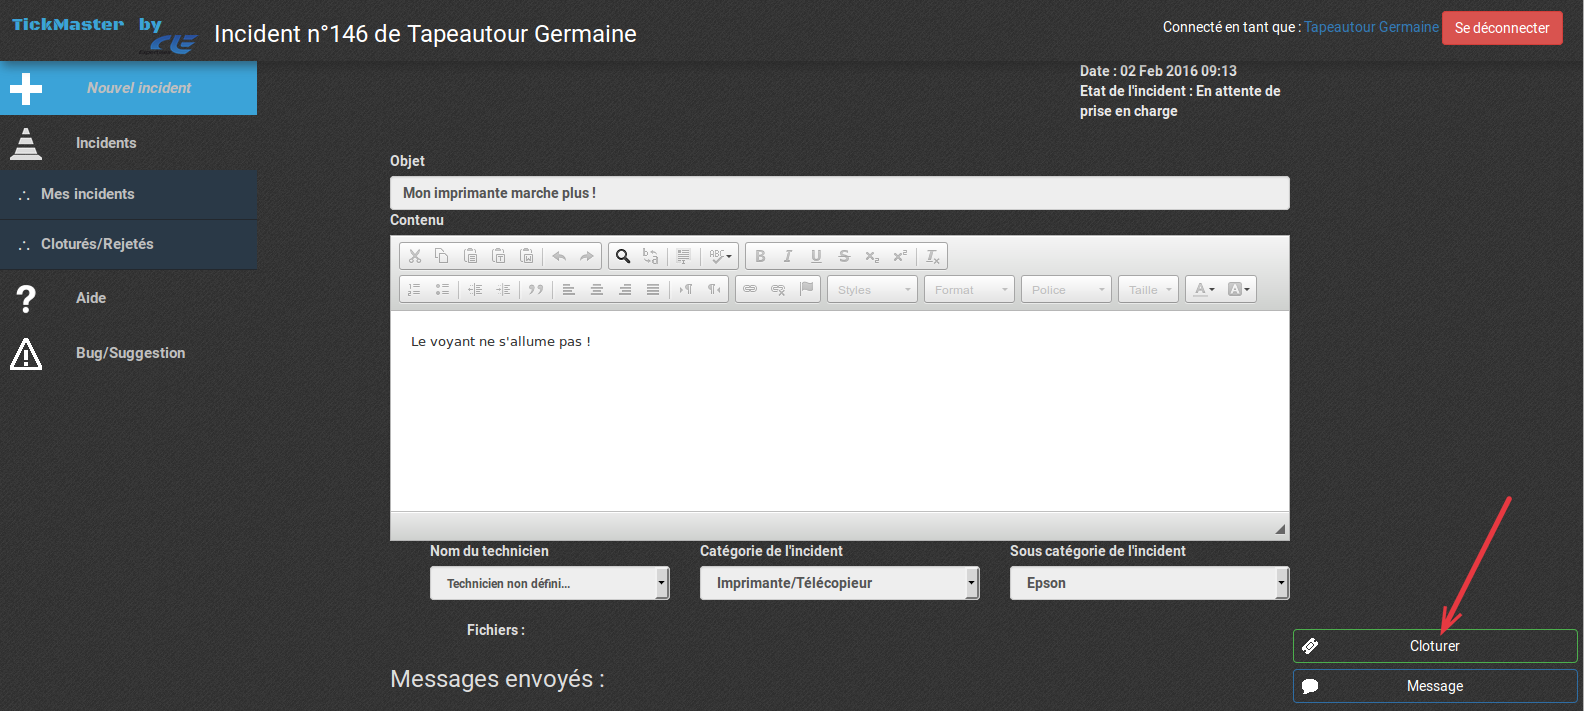 TickMaster by
CLE
Incident n°146 de Tapeautour Germaine
Connecté en tant que : Tapeautour Germaine
Se déconnecter
Nouvel incident
Incidents
Mes incidents
Cloturés/Rejetés
Aide
Bug/Suggestion
Date : 02 Feb 2016 09:13
Etat de l'incident : En attente de
prise en charge
Objet
Mon imprimante marche plus !
Contenu
Styles
Format
Police
Taille
Le voyant ne s'allume pas !
Nom du technicien
Catégorie de l'incident
Sous catégorie de l'incident
Technicien non défini...
Imprimante/Télécopieur
Epson
Fichiers :
Cloturer
Messages envoyés :
Message